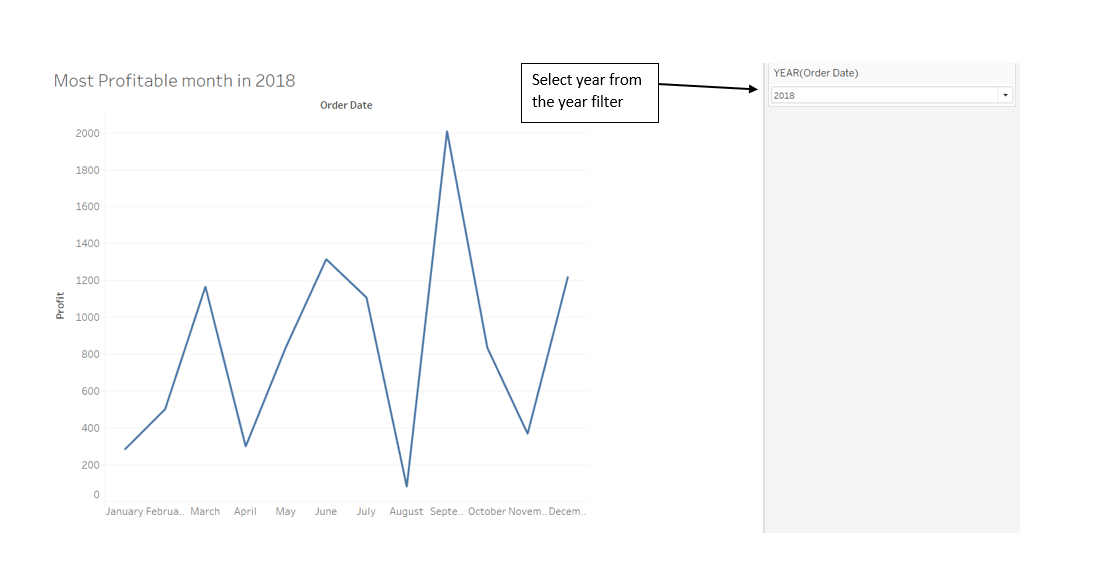 Most Profitable month in 2018
Select year from
the year filter
YEAR(Order Date)
2018
Order Date
2000
1800
1600
1400
1200
1000
800
600
400
200
0
Profit
January Februa.. March April May June July August Septe.. October Novem.. Decem..